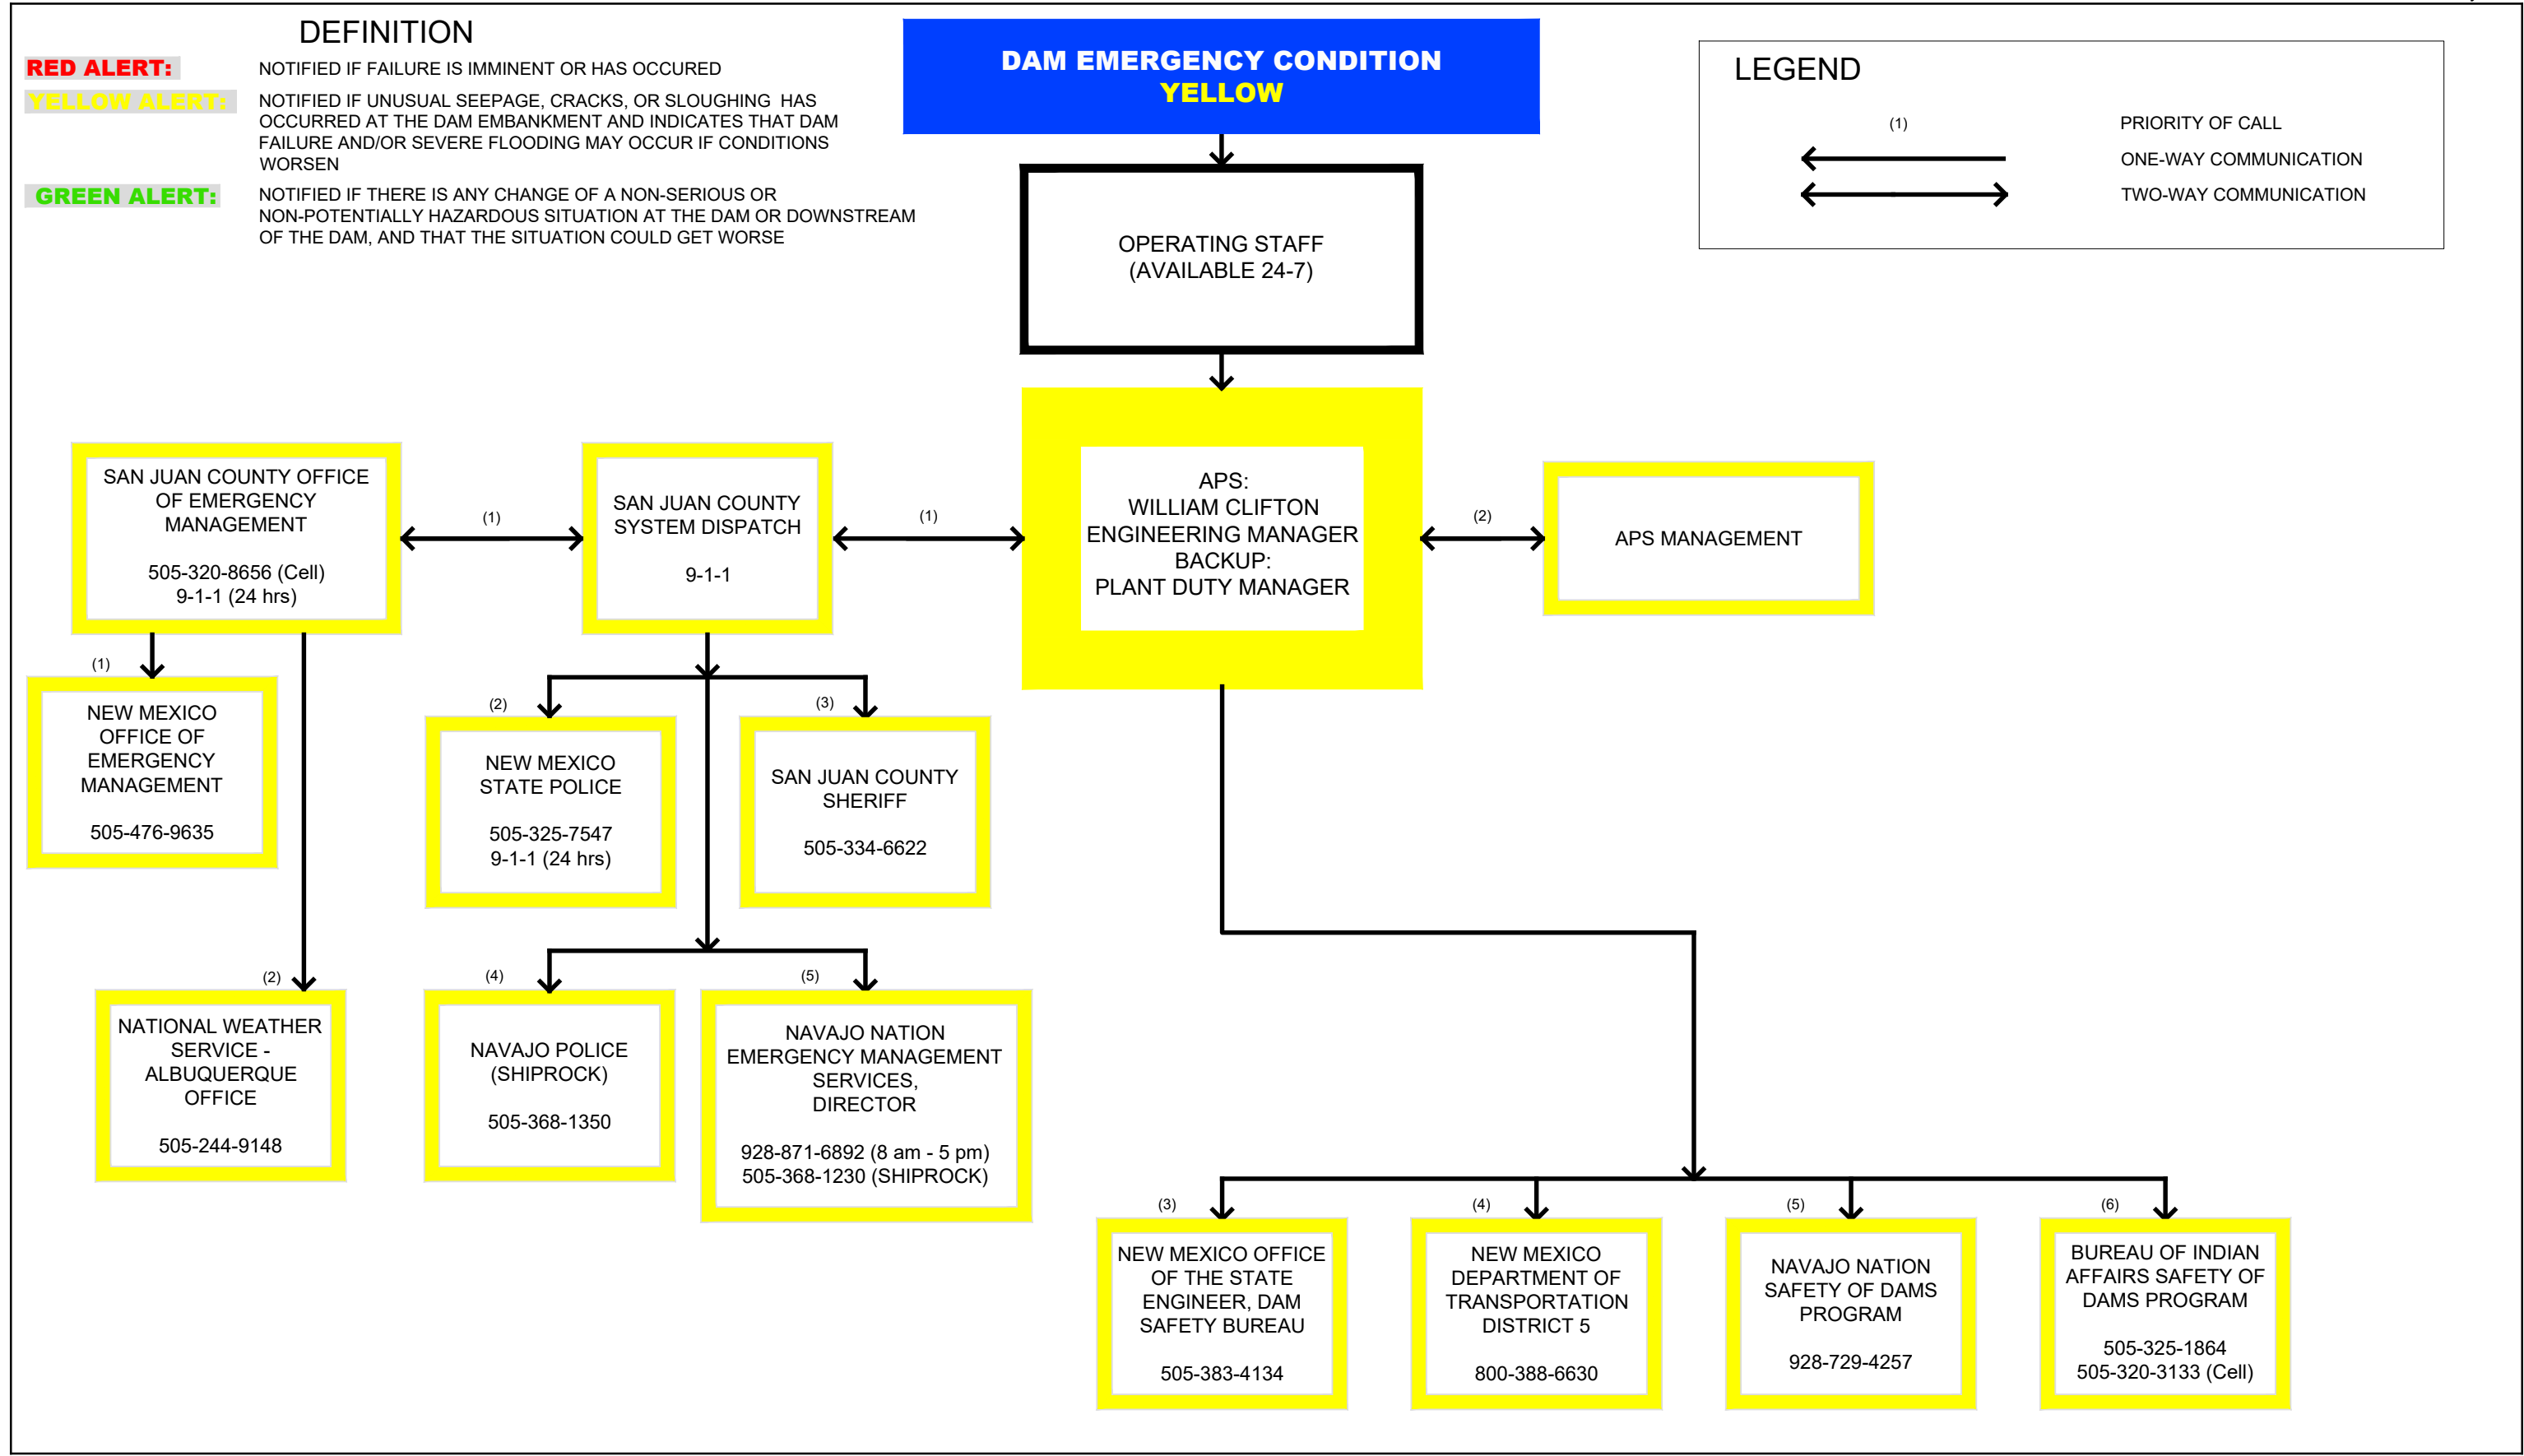 DEFINITION
RED ALERT:
NOTIFIED IF FAILURE IS IMMINENT OR HAS OCCURED
YELLOW ALERT:
NOTIFIED IF UNUSUAL SEEPAGE, CRACKS, OR SLOUGHING HAS
OCCURRED AT THE DAM EMBANKMENT AND INDICATES THAT DAM
FAILURE AND/OR SEVERE FLOODING MAY OCCUR IF CONDITIONS
WORSEN
GREEN ALERT:
NOTIFIED IF THERE IS ANY CHANGE OF A NON-SERIOUS OR
NON-POTENTIALLY HAZARDOUS SITUATION AT THE DAM OR DOWNSTREAM
OF THE DAM, AND THAT THE SITUATION COULD GET WORSE
DAM EMERGENCY CONDITION
YELLOW
LEGEND
(1)
PRIORITY OF CALL
ONE-WAY COMMUNICATION
TWO-WAY COMMUNICATION
OPERATING STAFF
(AVAILABLE 24-7)
SAN JUAN COUNTY OFFICE
OF EMERGENCY
MANAGEMENT
505-320-8656 (Cell)
9-1-1 (24 hrs)
(1)
SAN JUAN COUNTY
SYSTEM DISPATCH
9-1-1
(1)
APS:
WILLIAM CLIFTON
ENGINEERING MANAGER
BACKUP:
PLANT DUTY MANAGER
(2)
APS MANAGEMENT
(1)
NEW MEXICO
OFFICE OF
EMERGENCY
MANAGEMENT
505-476-9635
(2)
NEW MEXICO
STATE POLICE
505-325-7547
9-1-1 (24 hrs)
(3)
SAN JUAN COUNTY
SHERIFF
505-334-6622
(2)
NATIONAL WEATHER
SERVICE -
ALBUQUERQUE
OFFICE
505-244-9148
(4)
NAVAJO POLICE
(SHIPROCK)
505-368-1350
(5)
NAVAJO NATION
EMERGENCY MANAGEMENT
SERVICES,
DIRECTOR
928-871-6892 (8 am - 5 pm)
505-368-1230 (SHIPROCK)
(3)
NEW MEXICO OFFICE
OF THE STATE
ENGINEER, DAM
SAFETY BUREAU
505-383-4134
(4)
NEW MEXICO
DEPARTMENT OF
TRANSPORTATION
DISTRICT 5
800-388-6630
(5)
NAVAJO NATION
SAFETY OF DAMS
PROGRAM
928-729-4257
(6)
BUREAU OF INDIAN
AFFAIRS SAFETY OF
DAMS PROGRAM
505-325-1864
505-320-3133 (Cell)